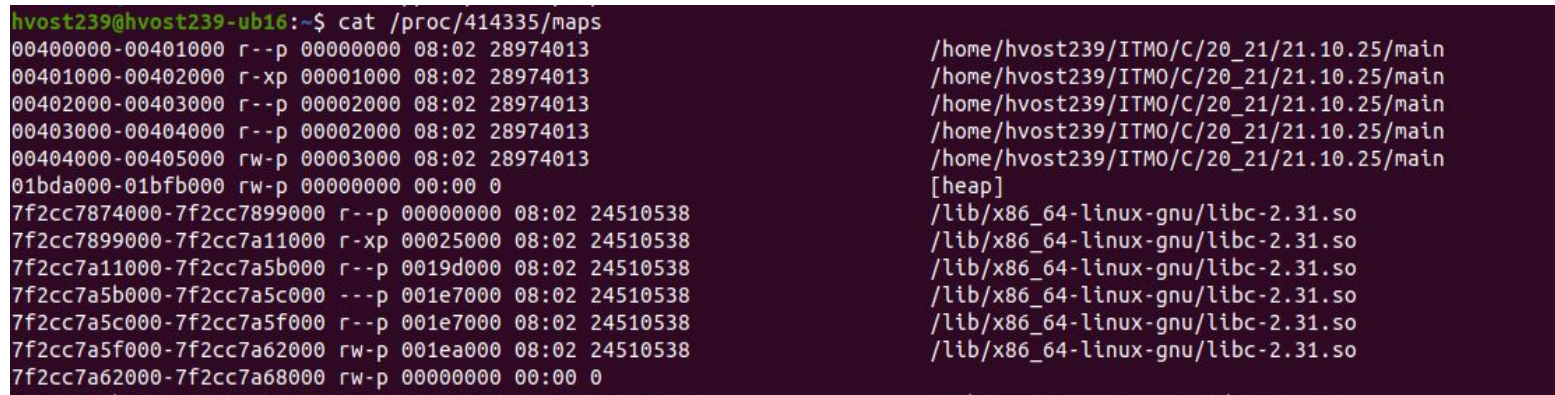 hvost239@hvost239-ub16:~$ cat /proc/414335/maps
00400000-00401000 r--p 00000000 08:02 28974013 /home/hvost239/ITMO/C/20_21/21.10.25/main
00401000-00402000 r-xp 00001000 08:02 28974013 /home/hvost239/ITMO/C/20_21/21.10.25/main
00402000-00403000 r--p 00002000 08:02 28974013 /home/hvost239/ITMO/C/20_21/21.10.25/main
00403000-00404000 r--p 00002000 08:02 28974013 /home/hvost239/ITMO/C/20_21/21.10.25/main
00404000-00405000 rw-p 00003000 08:02 28974013 /home/hvost239/ITMO/C/20_21/21.10.25/main
01bda000-01bfb000 rw-p 00000000 00:00 0 [heap]
7f2cc7874000-7f2cc7899000 r--p 00000000 08:02 24510538 /lib/x86_64-linux-gnu/libc-2.31.so
7f2cc7899000-7f2cc7a11000 r-xp 00025000 08:02 24510538 /lib/x86_64-linux-gnu/libc-2.31.so
7f2cc7a11000-7f2cc7a5b000 r--p 0019d000 08:02 24510538 /lib/x86_64-linux-gnu/libc-2.31.so
7f2cc7a5b000-7f2cc7a5c000 ---p 001e7000 08:02 24510538 /lib/x86_64-linux-gnu/libc-2.31.so
7f2cc7a5c000-7f2cc7a5f000 r--p 001e7000 08:02 24510538 /lib/x86_64-linux-gnu/libc-2.31.so
7f2cc7a5f000-7f2cc7a62000 rw-p 001ea000 08:02 24510538 /lib/x86_64-linux-gnu/libc-2.31.so
7f2cc7a62000-7f2cc7a68000 rw-p 00000000 00:00 0